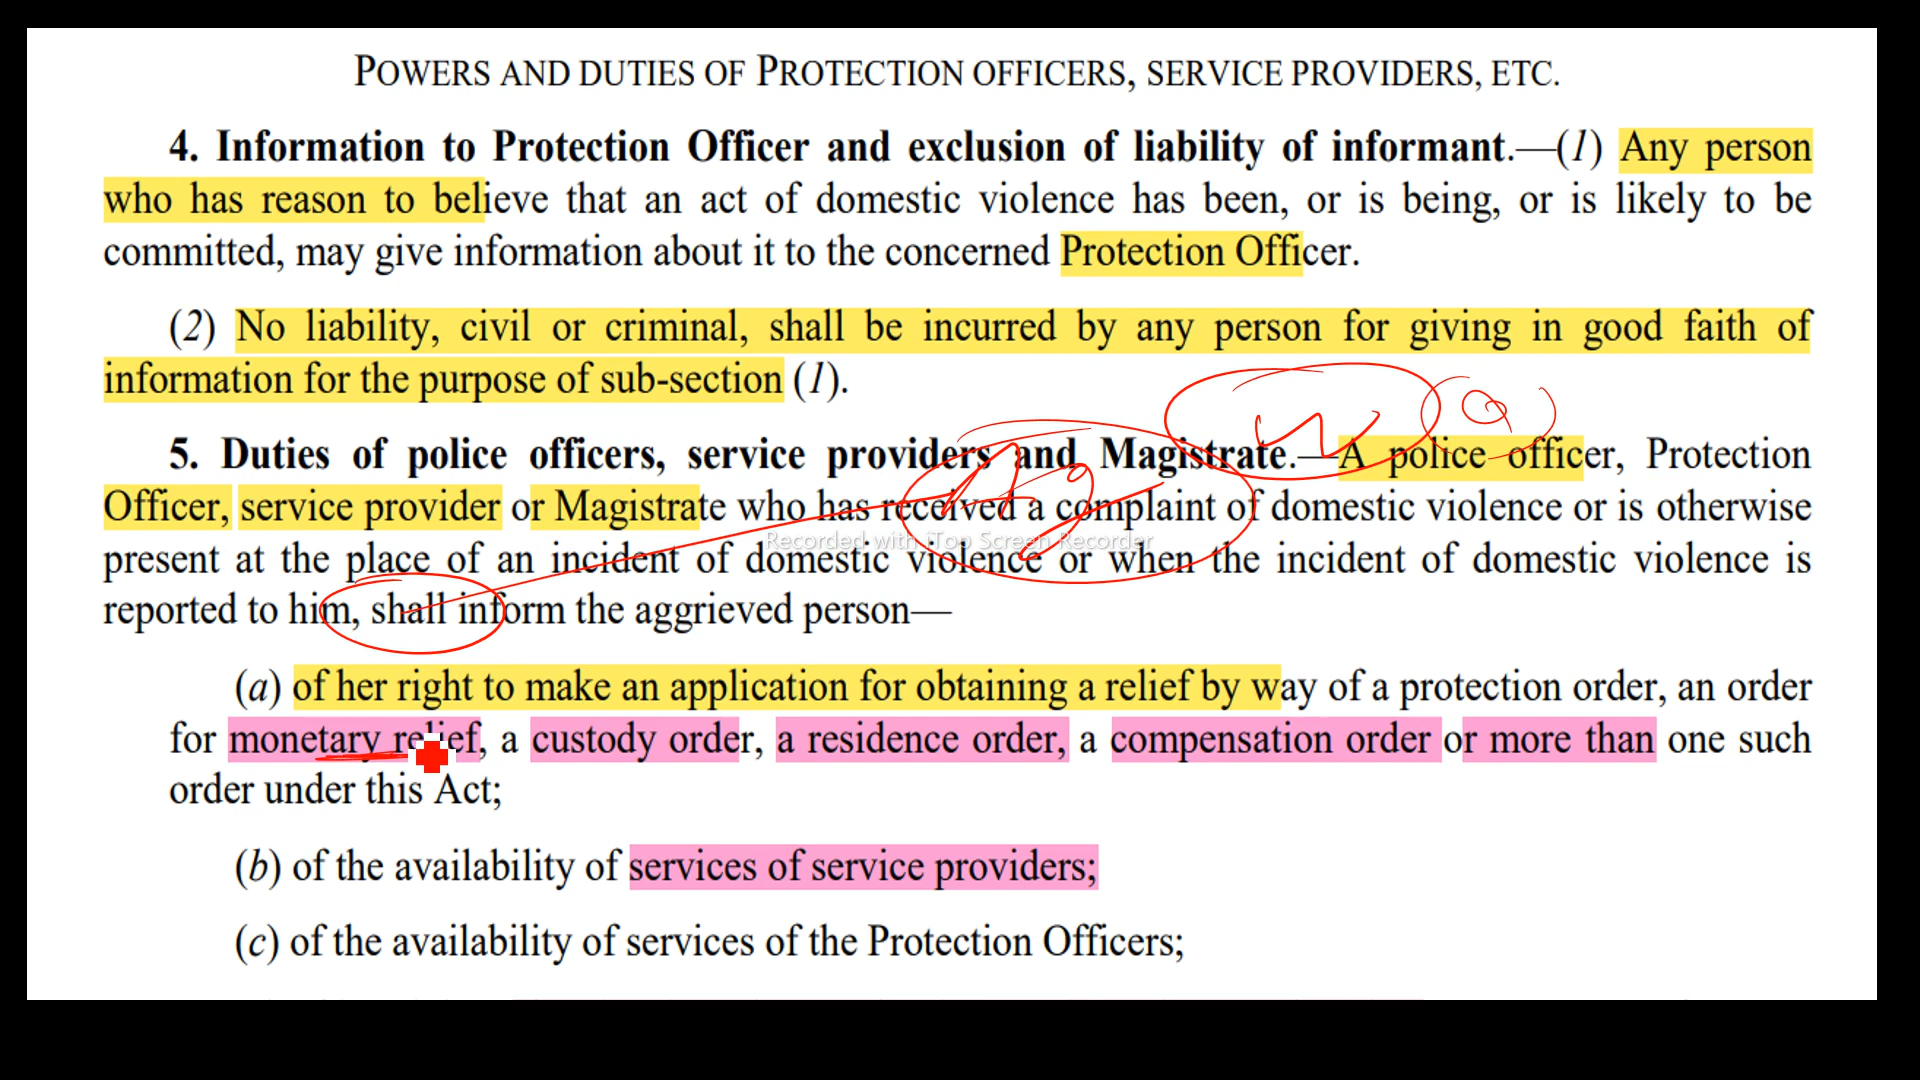 POWERS AND DUTIES OF PROTECTION OFFICERS, SERVICE PROVIDERS, ETC.
4. Information to Protection Officer and exclusion of liability of informant.—(1) Any person
who has reason to believe that an act of domestic violence has been, or is being, or is likely to be
committed, may give information about it to the concerned Protection Officer.
(2) No liability, civil or criminal, shall be incurred by any person for giving in good faith of
information for the purpose of sub-section (1).
5. Duties of police officers, service providers and Magistrate.—A police officer, Protection
Officer, service provider or Magistrate who has received a complaint of domestic violence or is otherwise
Recorded with iTop Screen Recorder
present at the place of an incident of domestic violence or when the incident of domestic violence is
reported to him, shall inform the aggrieved person—
(a) of her right to make an application for obtaining a relief by way of a protection order, an order
for monetary relief, a custody order, a residence order, a compensation order or more than one such
order under this Act;
(b) of the availability of services of service providers;
(c) of the availability of services of the Protection Officers;